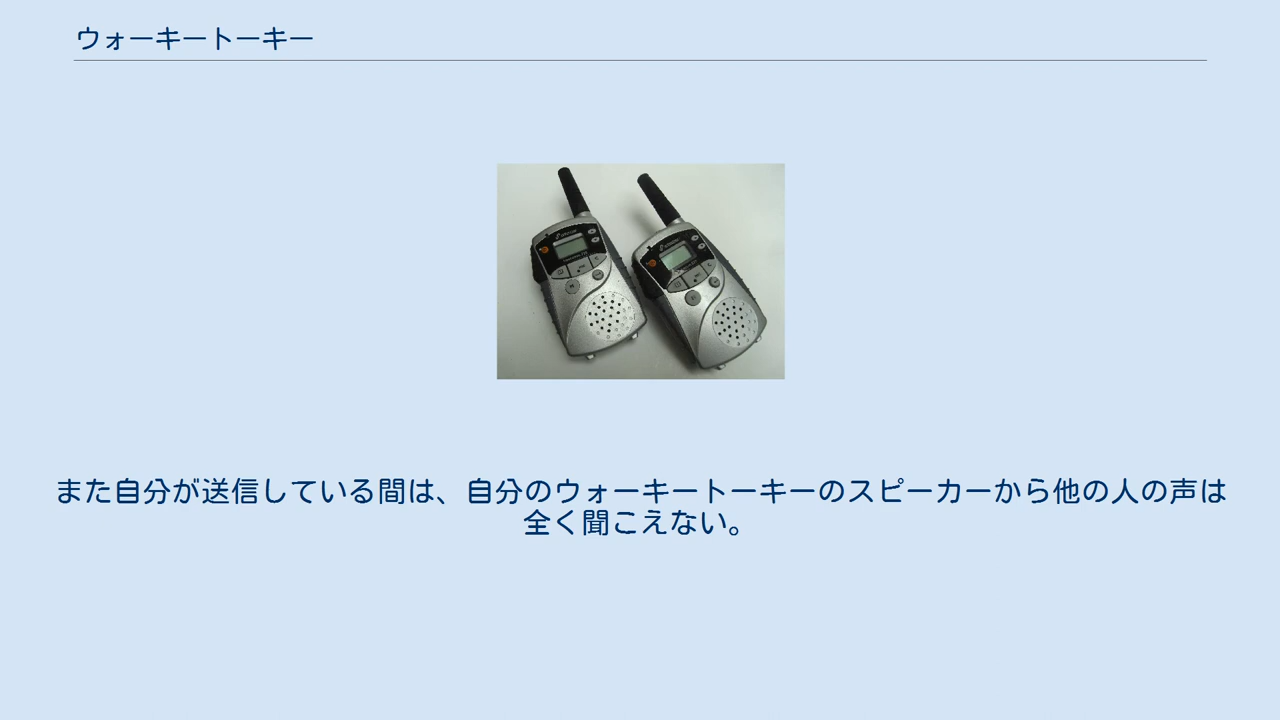 ウォーキートーキー
また自分が送信している間は、自分のウォーキートーキーのスピーカーから他の人の声は
全く聞こえない。